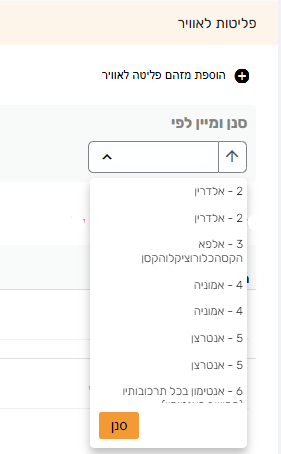 פליטות לאוויר
הוספת מזהם פליטה לאוויר
סנן ומיין לפי
2 - אלדרין
2 - אלדרין
3 - אלפא
הקסהכלורוציקלוהקסן
4 - אמוניה
4 - אמוניה
5 - אנטרצן
5 - אנטרצן
6 - אנטימון בכל תרכובותיו
סנן